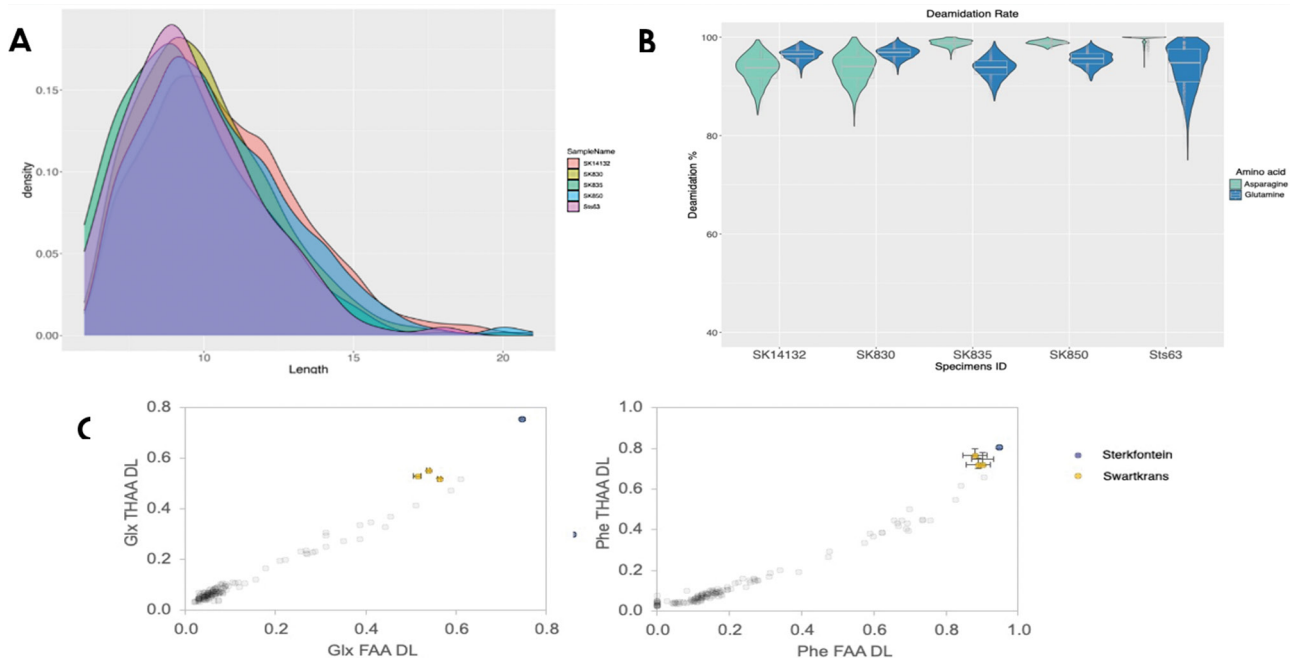 A
density
0.15
0.10
0.05
0.00
10
15
20
Length
SampleName
SK14132
SK830
SK835
SK850
Sts63
B
Deamidation Rate
Deamidation %
100
80
60
40
SK14132
SK830
SK835
SK850
Sts63
Specimens ID
Amino acid
Asparagine
Glutamine
C
Glx THAA DL
0.8
0.6
0.4
0.2
0.0
0.0
0.2
0.4
0.6
0.8
Glx FAA DL
Phe THAA DL
1.0
0.8
0.6
0.4
0.2
0.0
0.0
0.2
0.4
0.6
0.8
1.0
Phe FAA DL
Sterkfontein
Swartkrans